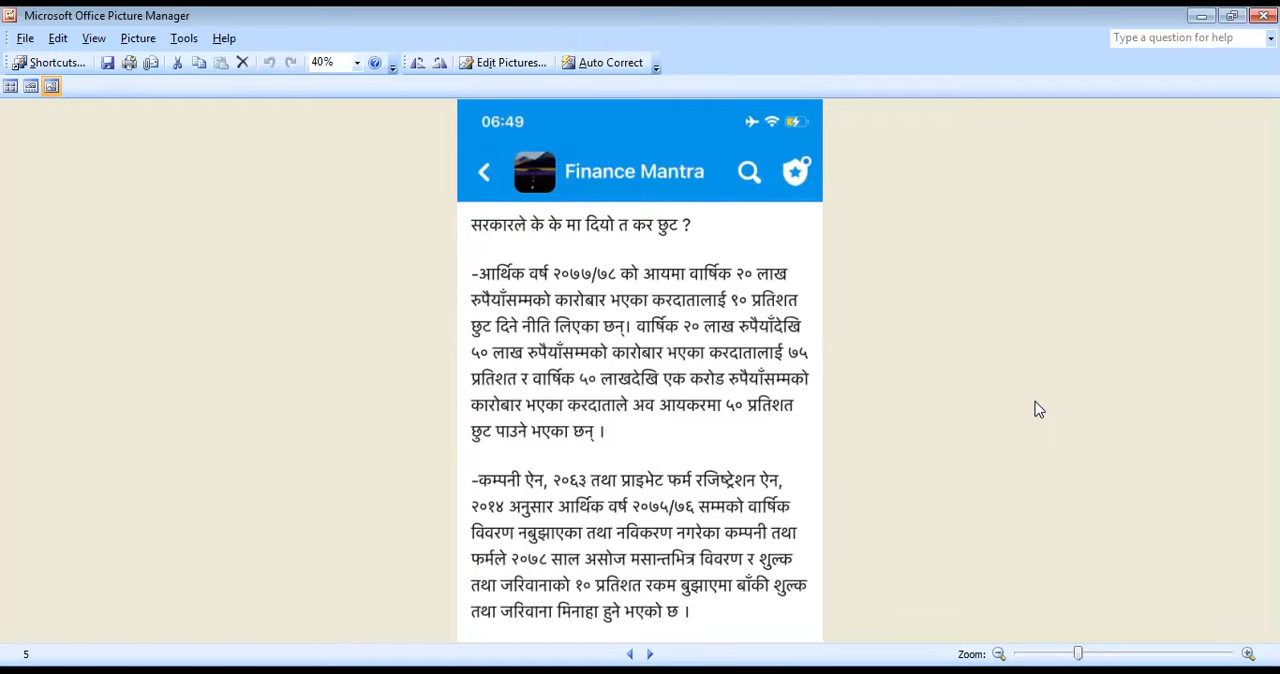 Microsoft Office Picture Manager
File Edit View Picture Tools Help
Type a question for help
Shortcuts... 40% Edit Pictures... Auto Correct
06:49
Finance Mantra
सरकारले के के मा दियो त कर छुट ?
-आर्थिक वर्ष २०७७/७८ को आयमा वार्षिक २० लाख
रुपैयाँसम्मको कारोबार भएका करदातालाई ९० प्रतिशत
छुट दिने नीति लिएका छन्। वार्षिक २० लाख रुपैयाँदेखि
५० लाख रुपैयाँसम्मको कारोबार भएका करदातालाई ७५
प्रतिशत र वार्षिक ५० लाखदेखि एक करोड रुपैयाँसम्मको
कारोबार भएका करदाताले अव आयकरमा ५० प्रतिशत
छुट पाउने भएका छन् ।
-कम्पनी ऐन, २०६३ तथा प्राइभेट फर्म रजिष्ट्रेशन ऐन,
२०१४ अनुसार आर्थिक वर्ष २०७५/७६ सम्मको वार्षिक
विवरण नबुझाएका तथा नविकरण नगरेका कम्पनी तथा
फर्मले २०७८ साल असोज मसान्तभित्र विवरण र शुल्क
तथा जरिवानाको १० प्रतिशत रकम बुझाएमा बाँकी शुल्क
तथा जरिवाना मिनाहा हुने भएको छ ।
5 Zoom: